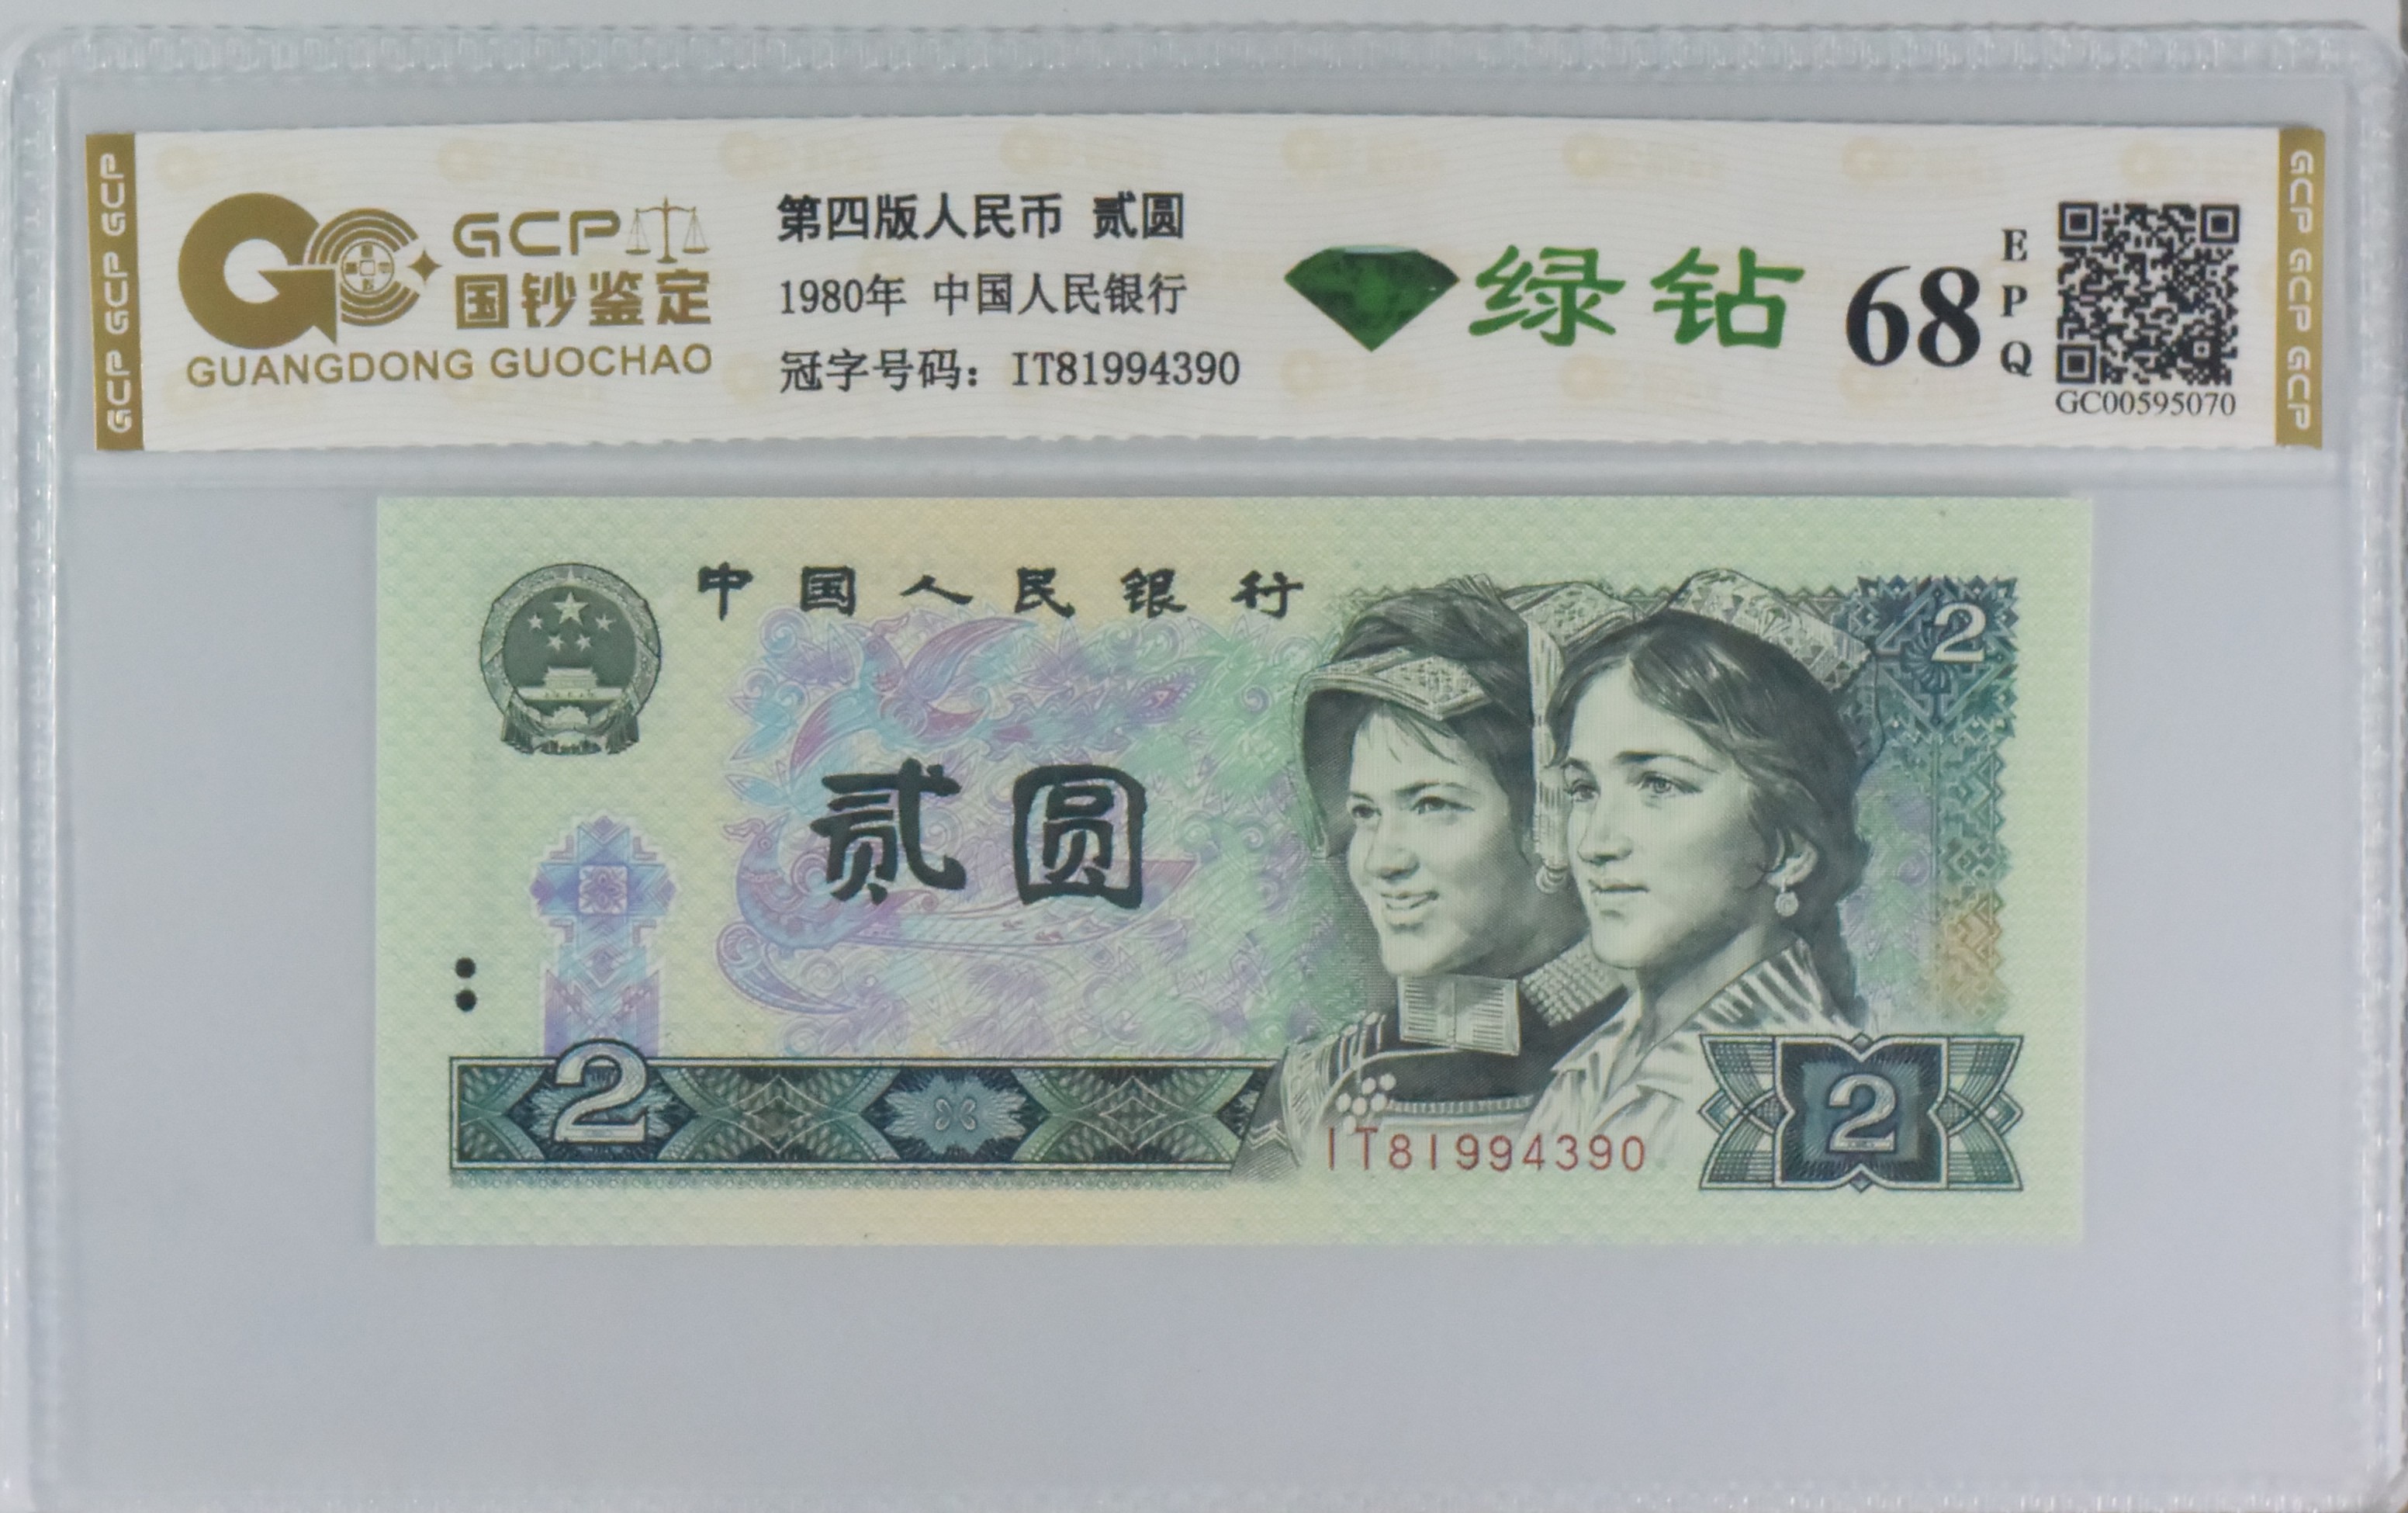 GCP GCP GCP
GCP
国钞鉴定
GUANGDONG GUOCHAO
第四版人民币 贰圆
1980年 中国人民银行
冠字号码：IT81994390
绿钻
68
E
P
Q
GC00595070
GCP GCP GCP
中国人民银行
2
贰圆
2
IT81994390
2